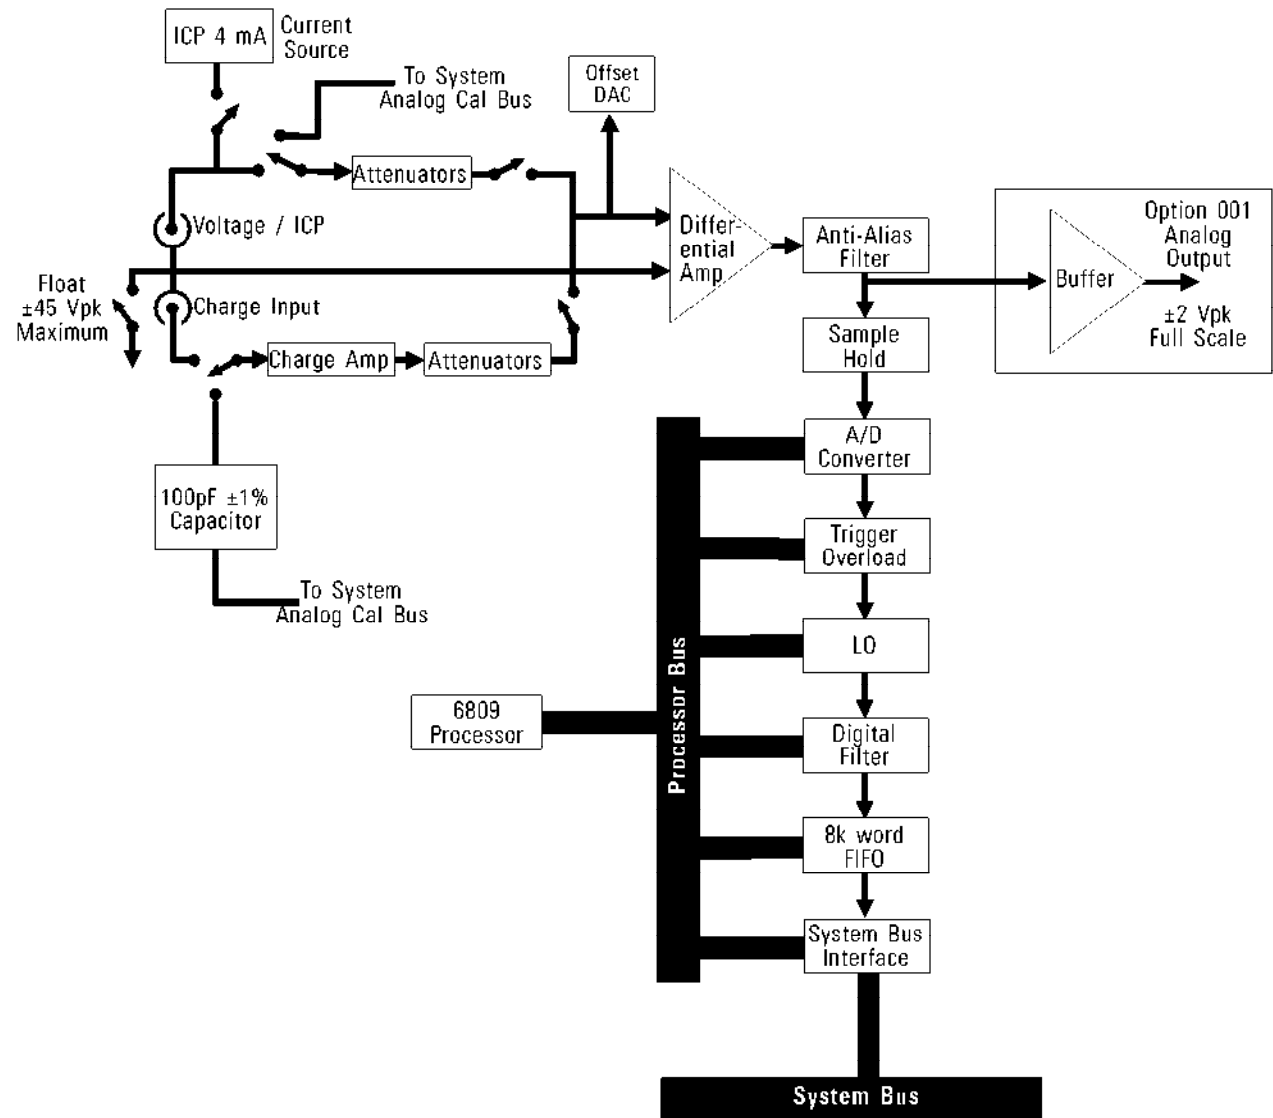 ICP 4 mA
Current
Source
To System
Analog Cal Bus
Offset
DAC
Attenuators
Voltage / ICP
Differ-
ential
Amp
Anti-Alias
Filter
Buffer
Option 001
Analog
Output
±2 Vpk
Full Scale
Float
±45 Vpk
Maximum
Charge Input
Charge Amp
Attenuators
Sample
Hold
A/D
Converter
100pF ±1%
Capacitor
To System
Analog Cal Bus
Trigger
Overload
LO
Processor Bus
6809
Processor
Digital
Filter
8k word
FIFO
System Bus
Interface
System Bus